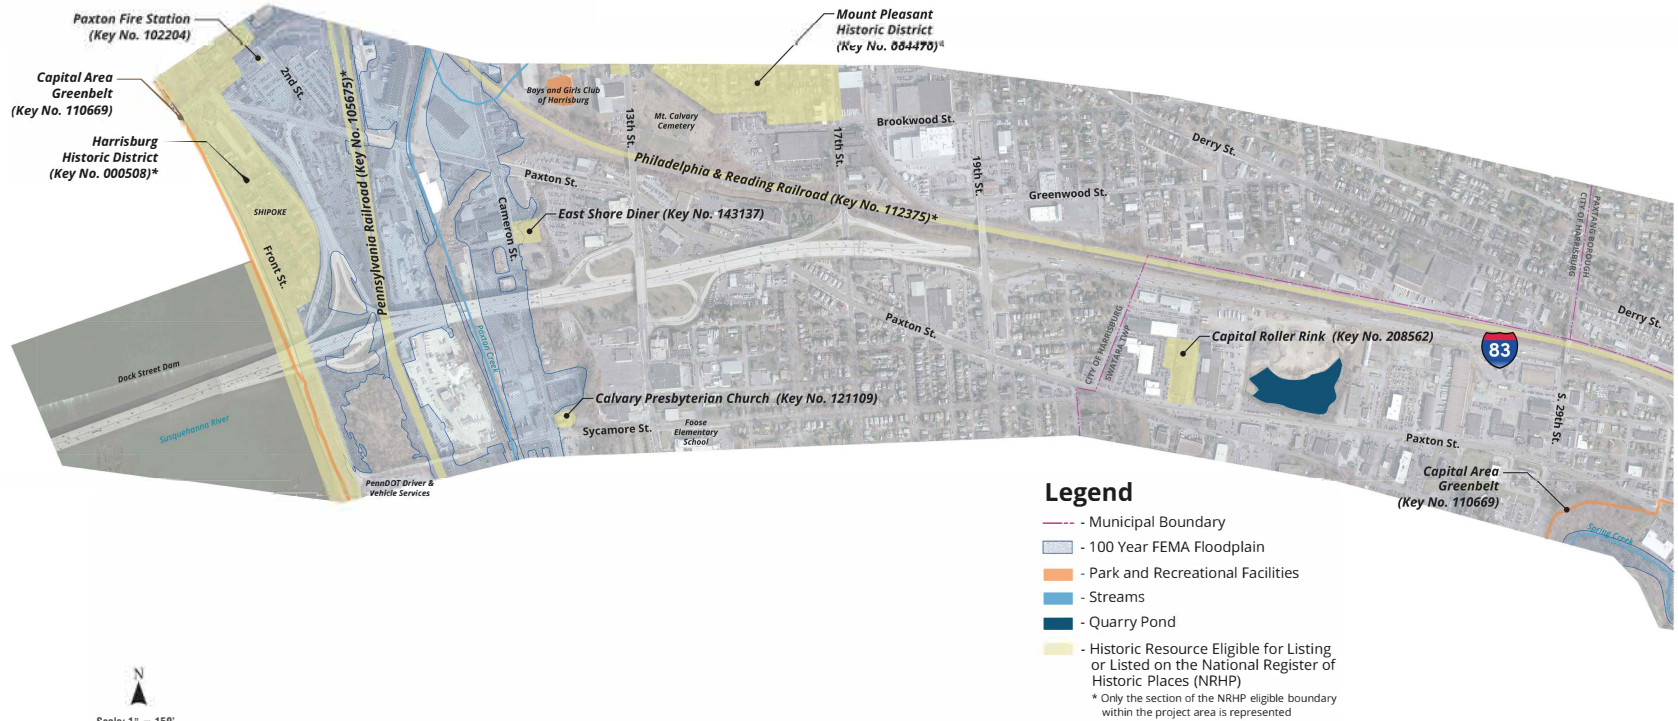 Paxton Fire Station
(Key No. 102204)
Capital Area
Greenbelt
(Key No. 110669)
Harrisburg
Historic District
(Key No. 000508)*
Mount Pleasant
Historic District
(Key No. 084470)*
2nd St.
Pennsylvania Railroad (Key No. 105675)*
Boys and Girls Club
of Harrisburg
13th St.
Mt. Calvary
Cemetery
17th St.
Brookwood St.
Derry St.
19th St.
Greenwood St.
Philadelphia & Reading Railroad (Key No. 112375)*
Paxton St.
Cameron St.
East Shore Diner (Key No. 143137)
SHIPOKE
Front St.
PAXTANG BOROUGH
CITY OF HARRISBURG
Derry St.
Paxton St.
CITY OF HARRISBURG
SWATARA TWP
Capital Roller Rink (Key No. 208562)
83
Paxton Creek
Dock Street Dam
Susquehanna River
Calvary Presbyterian Church (Key No. 121109)
Sycamore St.
Foose
Elementary
School
S. 29th St.
Paxton St.
PennDOT Driver &
Vehicle Services
Capital Area
Greenbelt
(Key No. 110669)
Spring Creek
Legend
- Municipal Boundary
- 100 Year FEMA Floodplain
- Park and Recreational Facilities
- Streams
- Quarry Pond
- Historic Resource Eligible for Listing
or Listed on the National Register of
Historic Places (NRHP)
* Only the section of the NRHP eligible boundary
within the project area is represented
N
Scale: 1" = 150'